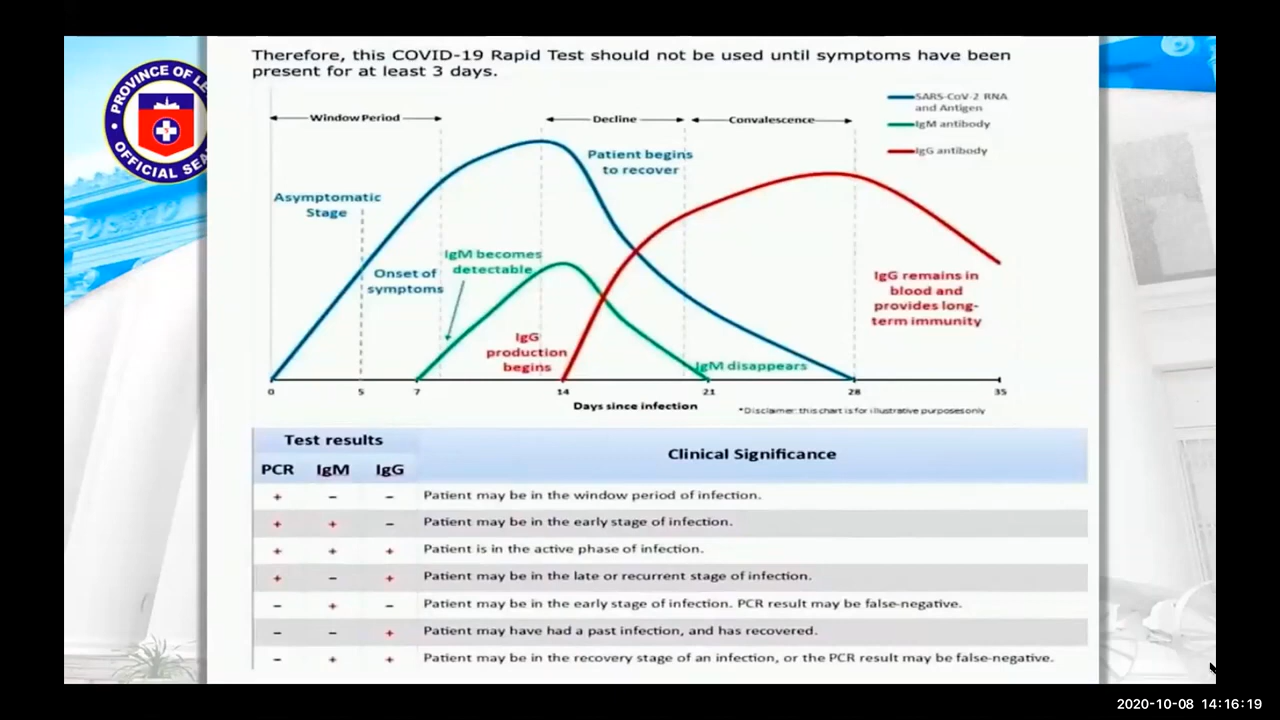 Therefore, this COVID-19 Rapid Test should not be used until symptoms have been
present for at least 3 days.
PROVINCE OF LE
OFFICIAL SEA
SARS-CoV-2 RNA
and Antigen
IgM antibody
IgG antibody
Window Period
Decline
Convalescence
Patient begins
to recover
Asymptomatic
Stage
IgM becomes
detectable
Onset of
symptoms
IgG remains in
blood and
provides long-
term immunity
IgG
production
begins
IgM disappears
0 5 7 14 21 28 35
Days since infection
*Disclaimer: this chart is for illustrative purposes only
Test results
Clinical Significance
PCR IgM IgG
+ - - Patient may be in the window period of infection.
+ + - Patient may be in the early stage of infection.
+ + + Patient is in the active phase of infection.
+ - + Patient may be in the late or recurrent stage of infection.
- + - Patient may be in the early stage of infection. PCR result may be false-negative.
- - + Patient may have had a past infection, and has recovered.
- + + Patient may be in the recovery stage of an infection, or the PCR result may be false-negative.
2020-10-08 14:16:19